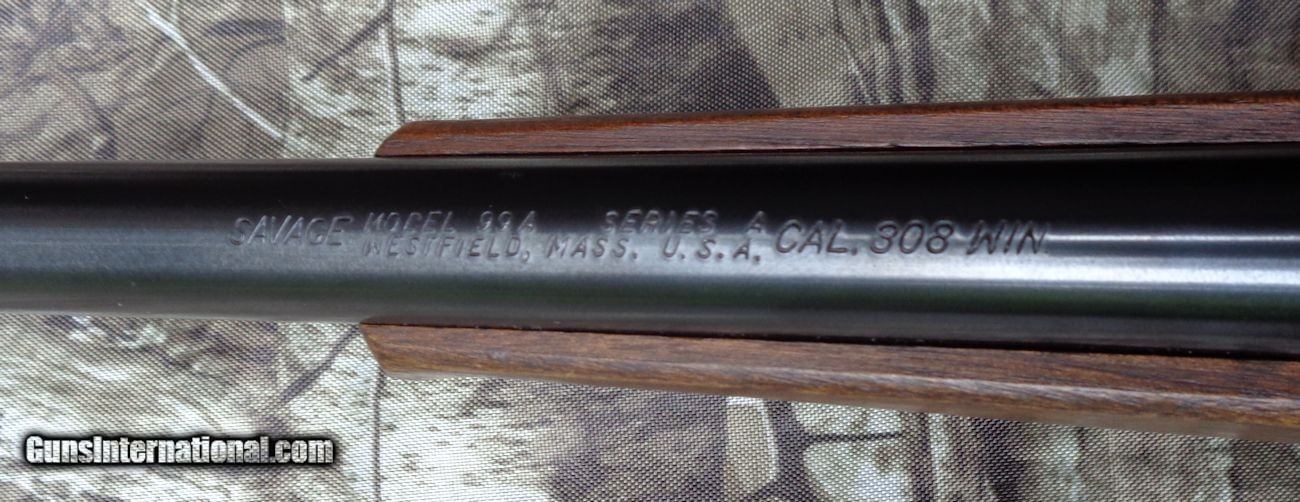 SAVAGE MODEL 99A SERIES A CAL. 308 WIN
WESTFIELD, MASS. U.S.A.
GunsInternational.com